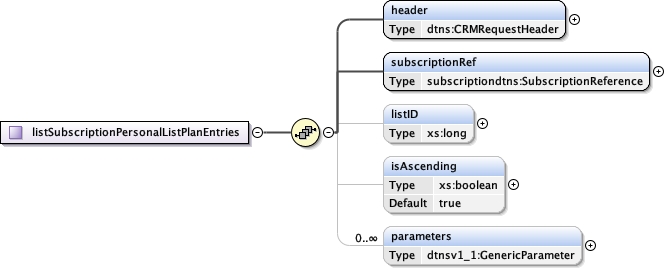 header
Type dtns:CRMRequestHeader
subscriptionRef
Type subscriptiondtns:SubscriptionReference
listSubscriptionPersonalListPlanEntries
listID
Type xs:long
isAscending
Type xs:boolean
Default true
0..∞
parameters
Type dtnsv1_1:GenericParameter